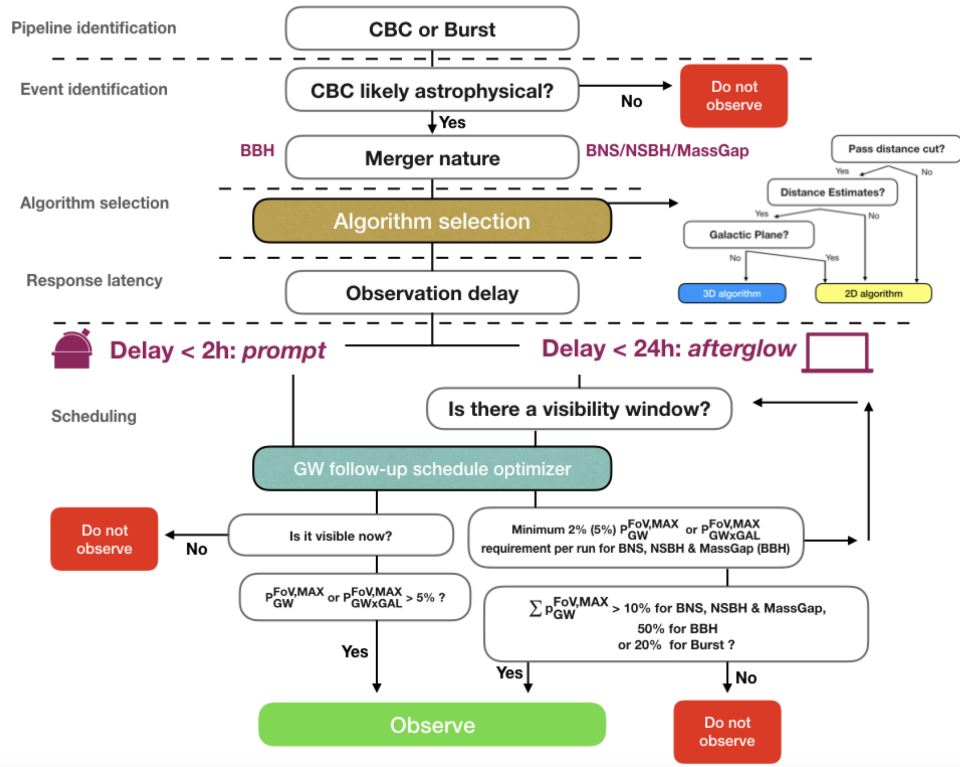 Pipeline identification
CBC or Burst
Event identification
CBC likely astrophysical?
No
Do not
observe
Yes
BBH
Merger nature
BNS/NSBH/MassGap
Pass distance cut?
Yes
No
Distance Estimates?
Yes
No
Galactic Plane?
No
Yes
3D algorithm
2D algorithm
Algorithm selection
Algorithm selection
Response latency
Observation delay
Delay < 2h: prompt
Delay < 24h: afterglow
Scheduling
Is there a visibility window?
GW follow-up schedule optimizer
Do not
observe
No
Is it visible now?
Minimum 2% (5%) P_GW^FoV,MAX or P_GWxGAL^FoV,MAX
requirement per run for BNS, NSBH & MassGap (BBH)
P_GW^FoV,MAX or P_GWxGAL^FoV,MAX > 5% ?
∑ P_GW^FoV,MAX > 10% for BNS, NSBH & MassGap,
50% for BBH
or 20% for Burst ?
Yes
Yes
No
Observe
Do not
observe